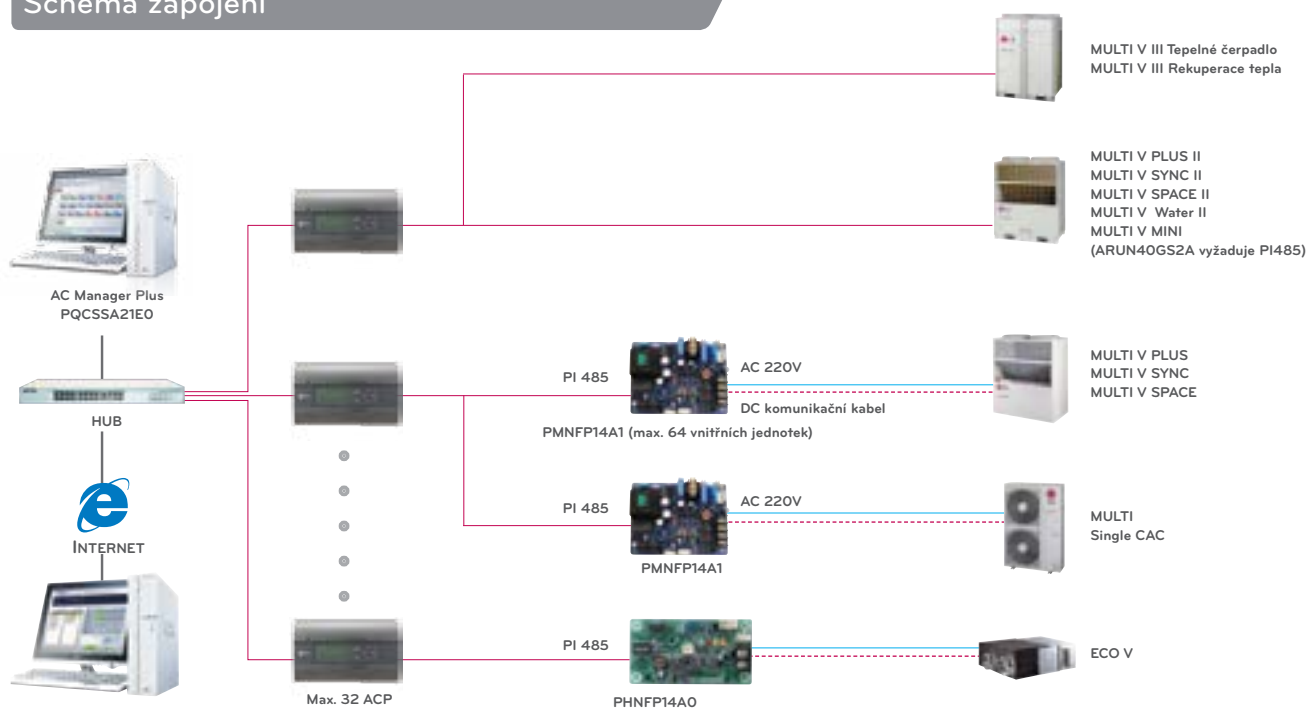 Schéma zapojení
MULTI V III Tepelné čerpadlo
MULTI V III Rekuperace tepla
MULTI V PLUS II
MULTI V SYNC II
MULTI V SPACE II
MULTI V Water II
MULTI V MINI
(ARUN40GS2A vyžaduje PI485)
AC Manager Plus
PQCSSA21E0
HUB
INTERNET
PI 485
AC 220V
DC komunikační kabel
PMNFP14A1 (max. 64 vnitřních jednotek)
MULTI V PLUS
MULTI V SYNC
MULTI V SPACE
PI 485
AC 220V
PMNFP14A1
MULTI
Single CAC
Max. 32 ACP
PI 485
PHNFP14A0
ECO V